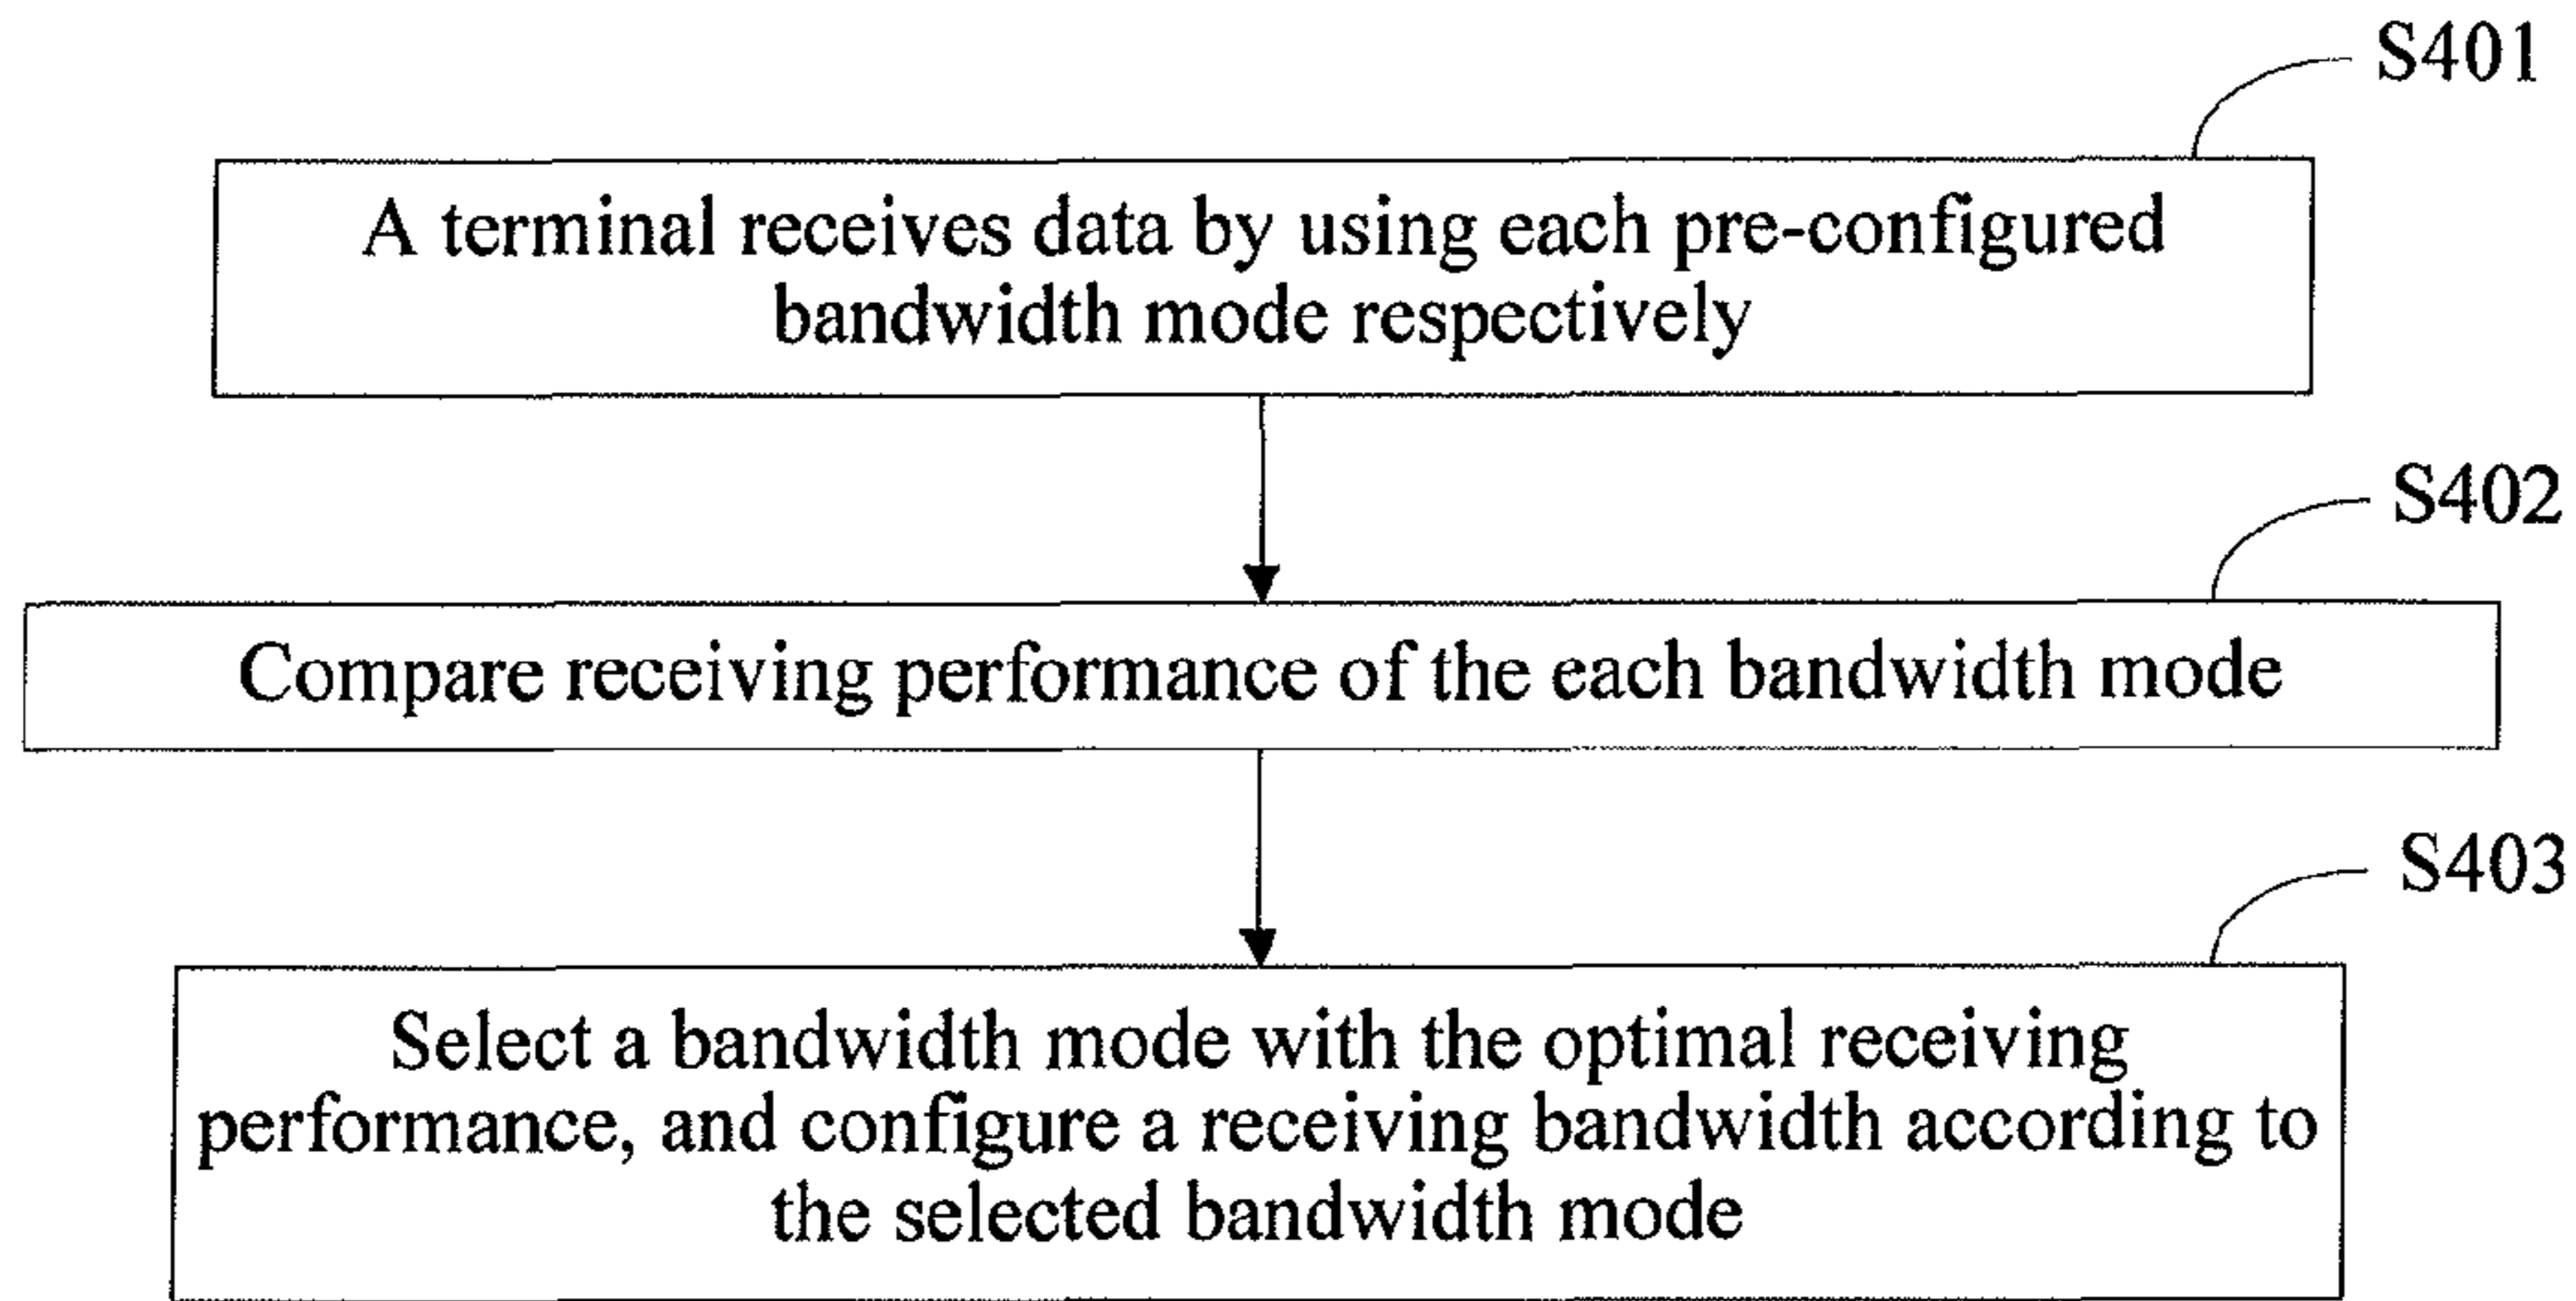 S401
A terminal receives data by using each pre-configured
bandwidth mode respectively
S402
Compare receiving performance of the each bandwidth mode
S403
Select a bandwidth mode with the optimal receiving
performance, and configure a receiving bandwidth according to
the selected bandwidth mode